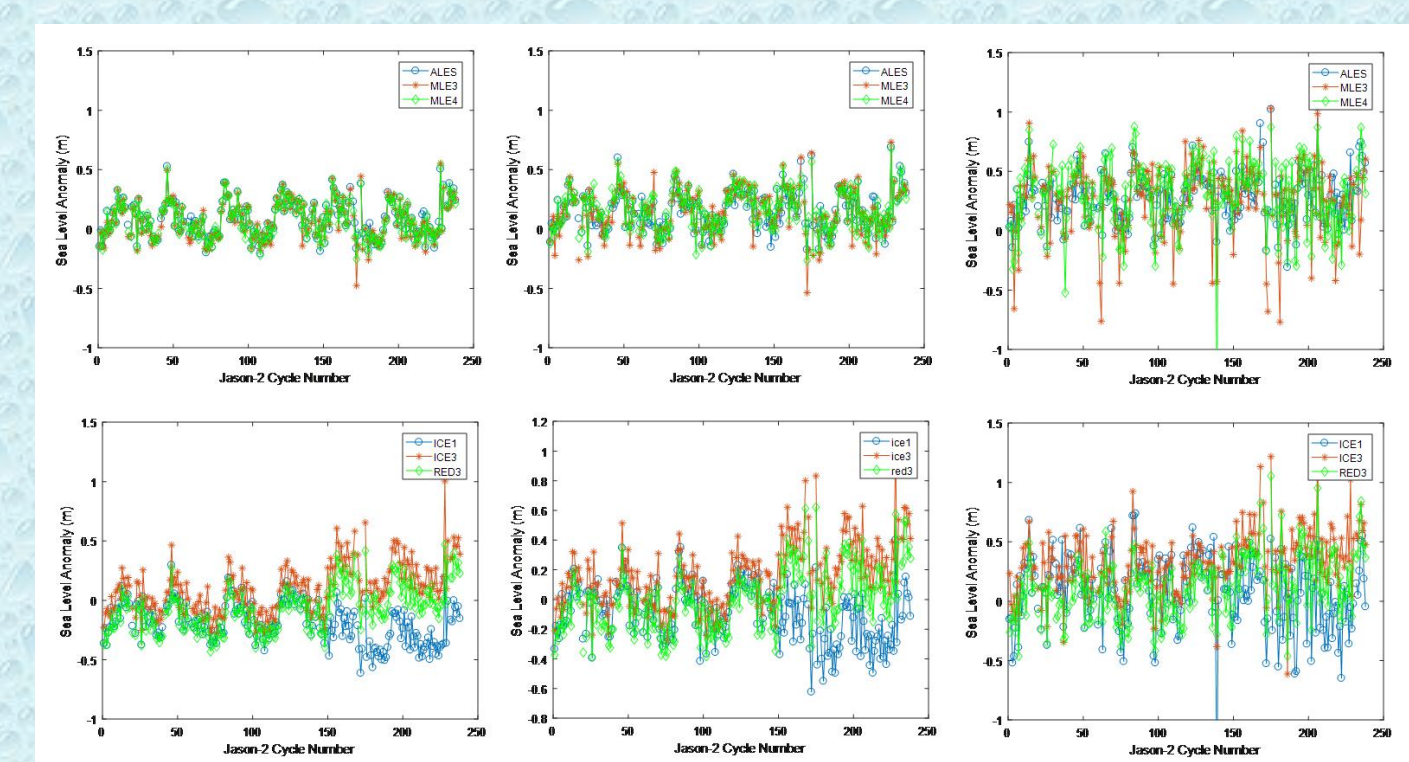 1.5
1
0.5
0
-0.5
-1
Sea Level Anomaly (m)
ALES
MLE3
MLE4
0 50 100 150 200 250
Jason-2 Cycle Number
1.5
1
0.5
0
-0.5
-1
Sea Level Anomaly (m)
ALES
MLE3
MLE4
0 50 100 150 200 250
Jason-2 Cycle Number
1.5
1
0.5
0
-0.5
-1
Sea Level Anomaly (m)
ALES
MLE3
MLE4
0 50 100 150 200 250
Jason-2 Cycle Number
1.5
1
0.5
0
-0.5
-1
Sea Level Anomaly (m)
ICE1
ICE3
RED3
0 50 100 150 200 250
Jason-2 Cycle Number
1.2
1
0.8
0.6
0.4
0.2
0
-0.2
-0.4
-0.6
-0.8
Sea Level Anomaly (m)
ice1
ice3
red3
0 50 100 150 200 250
Jason-2 Cycle Number
1.5
1
0.5
0
-0.5
-1
Sea Level Anomaly (m)
ICE1
ICE3
RED3
0 50 100 150 200 250
Jason-2 Cycle Number